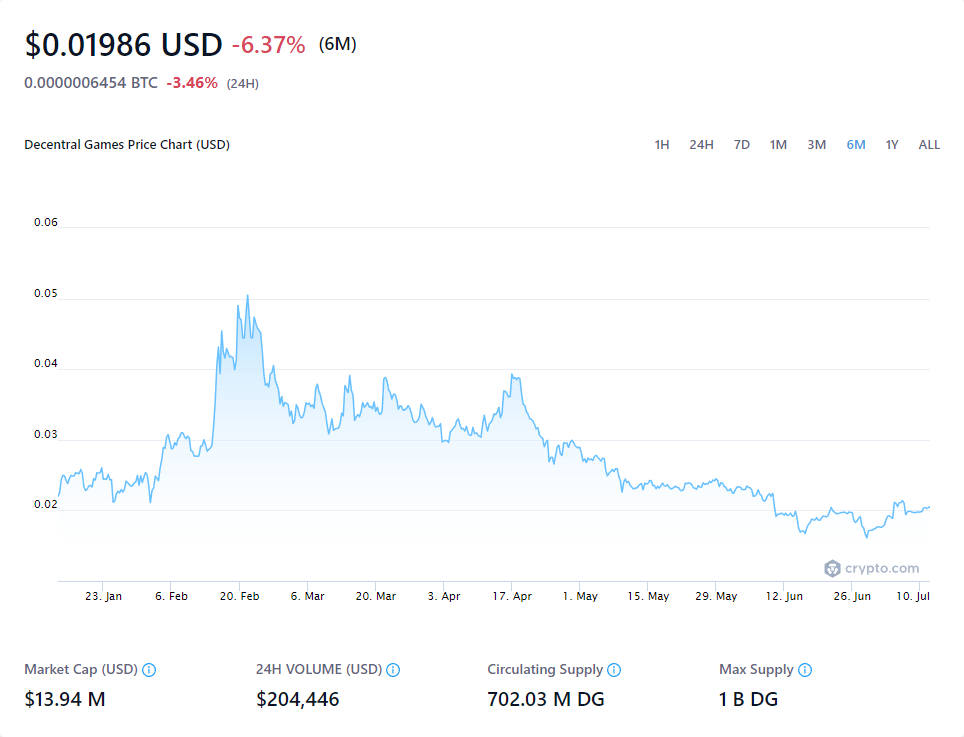 $0.01986 USD -6.37% (6M)
0.0000006454 BTC -3.46% (24H)
Decentral Games Price Chart (USD)
1H 24H 7D 1M 3M 6M 1Y ALL
0.06
0.05
0.04
0.03
0.02
crypto.com
23. Jan 6. Feb 20. Feb 6. Mar 20. Mar 3. Apr 17. Apr 1. May 15. May 29. May 12. Jun 26. Jun 10. Jul
Market Cap (USD) 24H VOLUME (USD) Circulating Supply Max Supply
$13.94 M $204,446 702.03 M DG 1 B DG